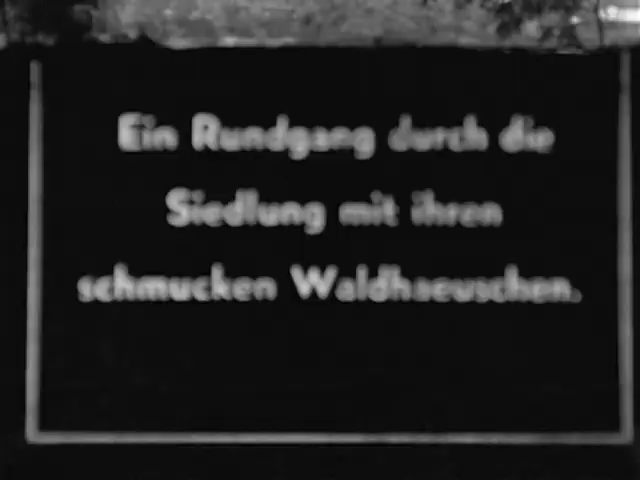 Ein Rundgang durch die
Siedlung mit ihren
schmucken Waldhaeuschen.